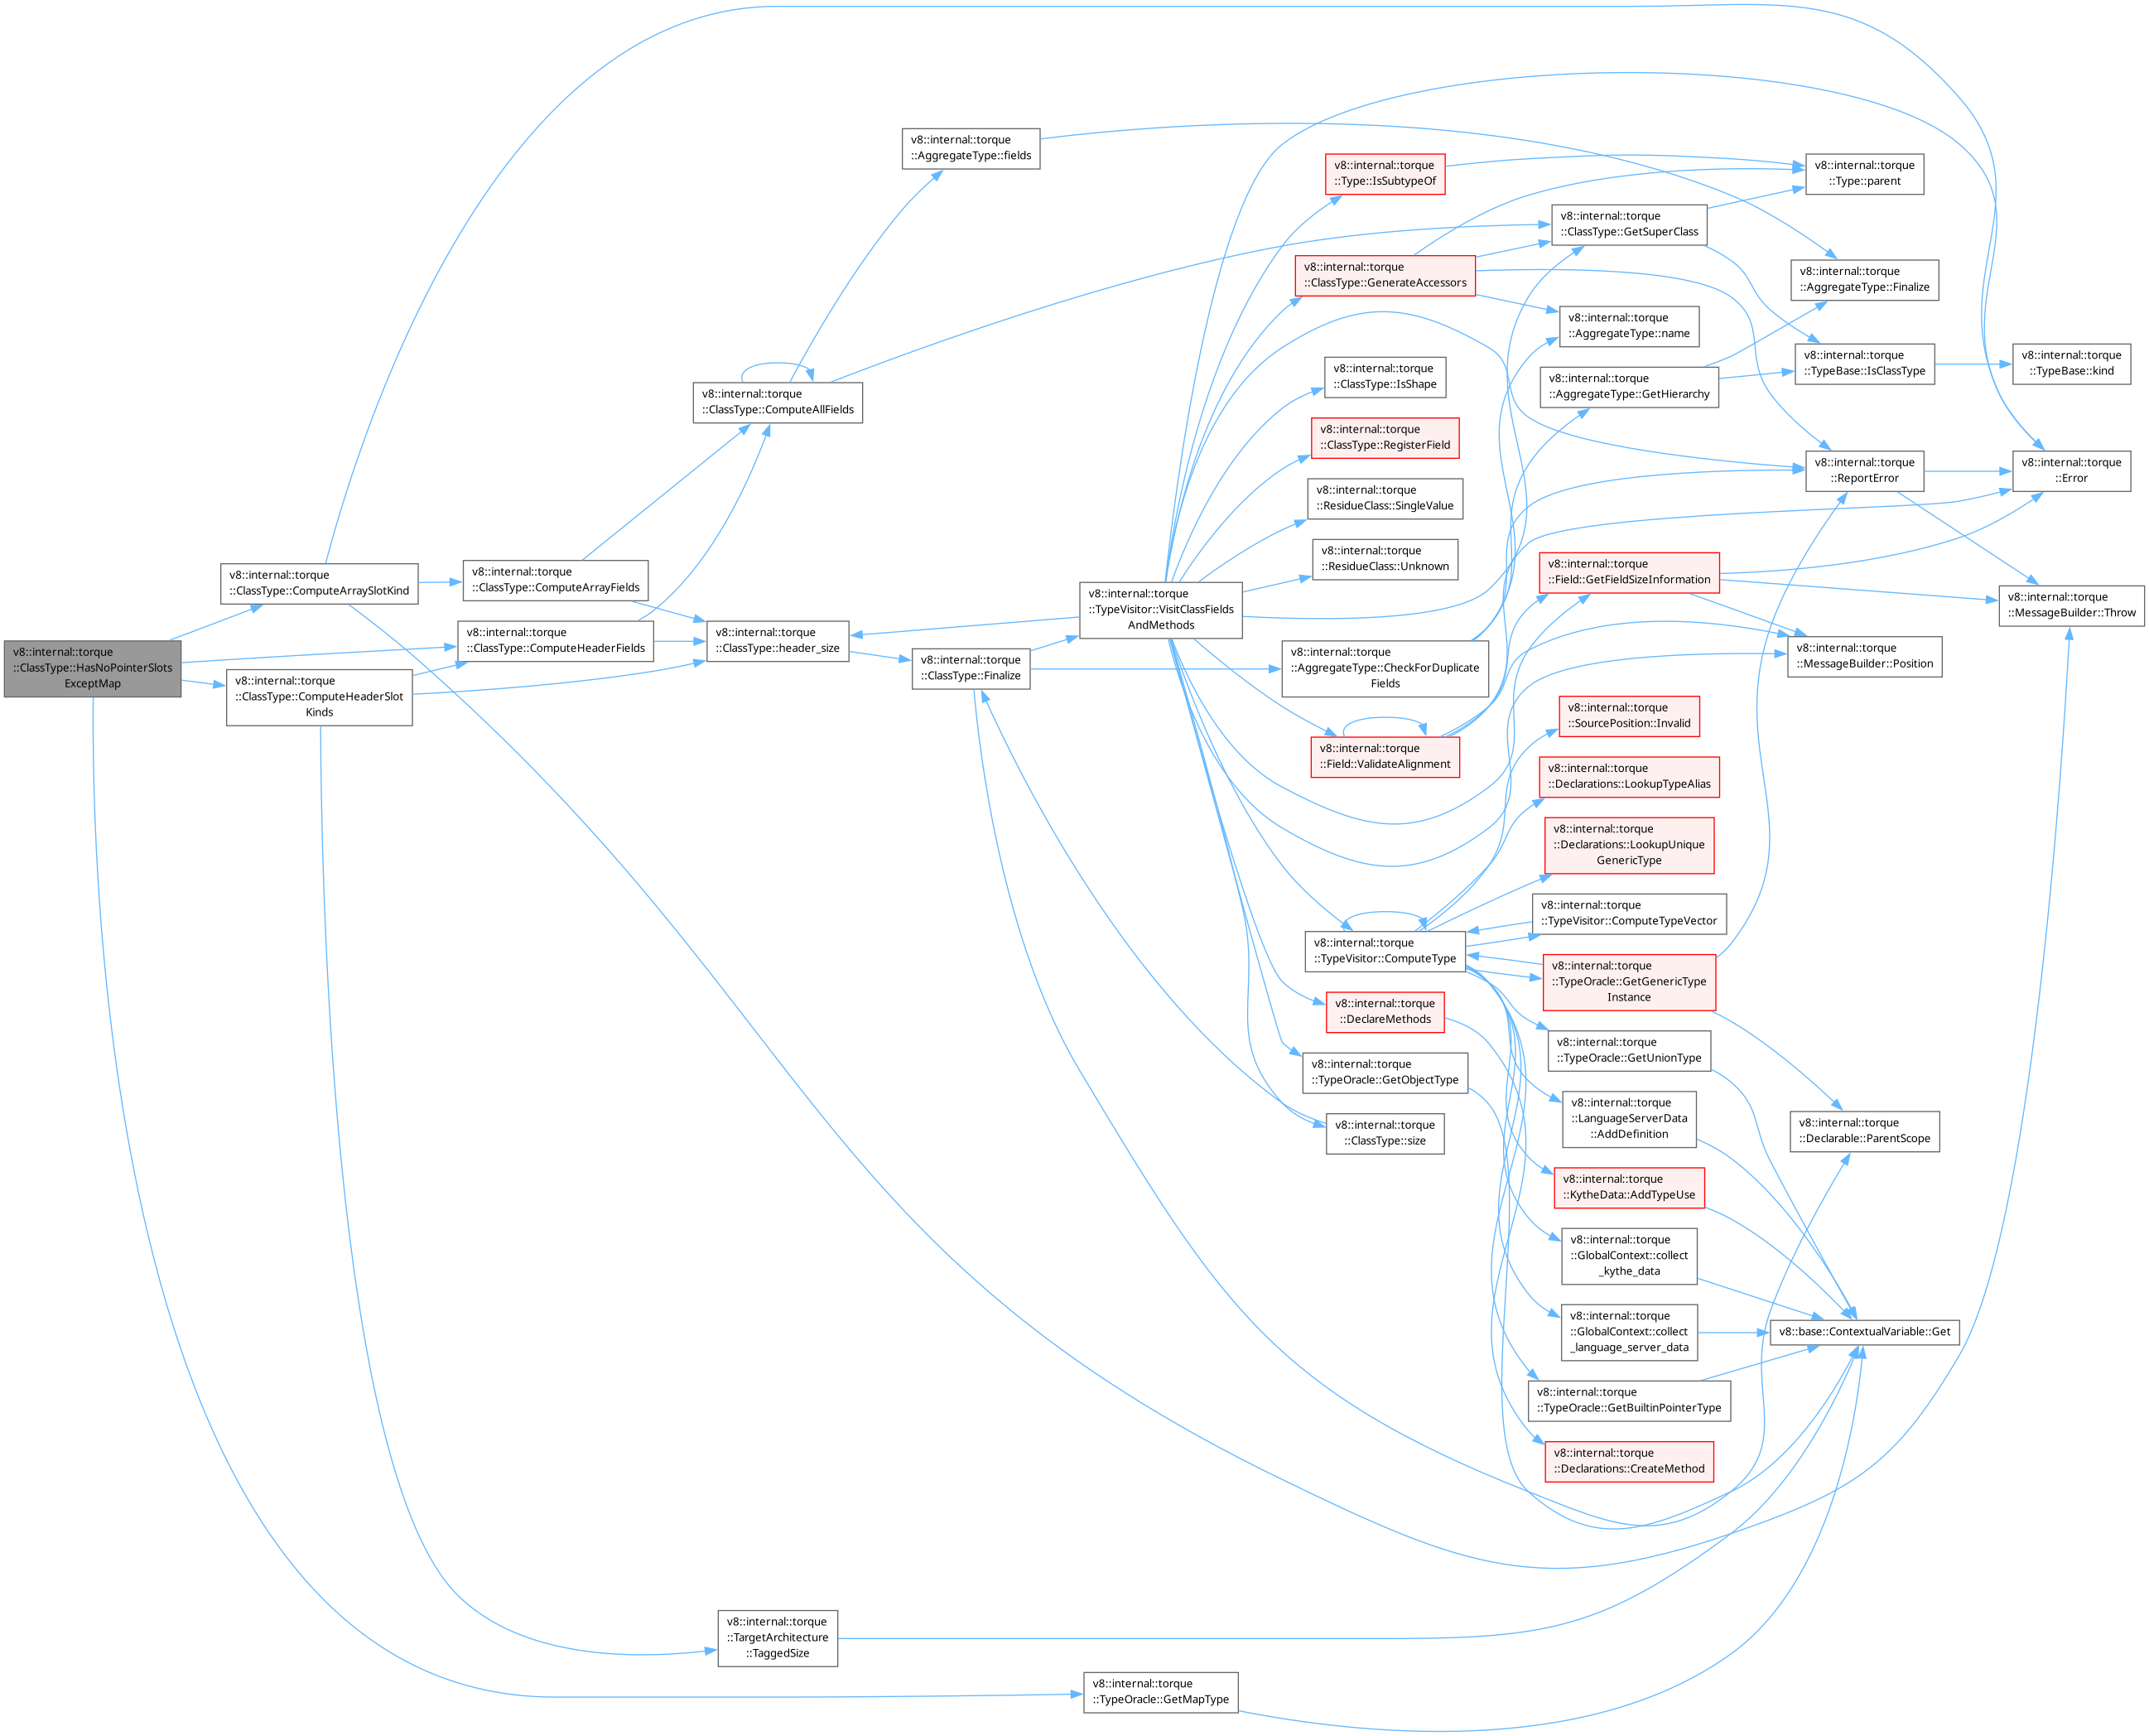 v8::internal::torque
::ClassType::HasNoPointerSlots
ExceptMap
v8::internal::torque
::ClassType::ComputeArraySlotKind
v8::internal::torque
::ClassType::ComputeHeaderSlot
Kinds
v8::internal::torque
::ClassType::ComputeArrayFields
v8::internal::torque
::ClassType::ComputeHeaderFields
v8::internal::torque
::ClassType::ComputeAllFields
v8::internal::torque
::ClassType::header_size
v8::internal::torque
::TargetArchitecture
::TaggedSize
v8::internal::torque
::AggregateType::fields
v8::internal::torque
::ClassType::Finalize
v8::internal::torque
::TypeVisitor::VisitClassFields
AndMethods
v8::internal::torque
::TypeOracle::GetMapType
v8::internal::torque
::Type::IsSubtypeOf
v8::internal::torque
::ClassType::GenerateAccessors
v8::internal::torque
::ClassType::IsShape
v8::internal::torque
::ClassType::RegisterField
v8::internal::torque
::ResidueClass::SingleValue
v8::internal::torque
::ResidueClass::Unknown
v8::internal::torque
::AggregateType::CheckForDuplicate
Fields
v8::internal::torque
::Field::ValidateAlignment
v8::internal::torque
::TypeVisitor::ComputeType
v8::internal::torque
::DeclareMethods
v8::internal::torque
::TypeOracle::GetObjectType
v8::internal::torque
::ClassType::size
v8::internal::torque
::ClassType::GetSuperClass
v8::internal::torque
::AggregateType::name
v8::internal::torque
::AggregateType::GetHierarchy
v8::internal::torque
::Field::GetFieldSizeInformation
v8::internal::torque
::SourcePosition::Invalid
v8::internal::torque
::Declarations::LookupTypeAlias
v8::internal::torque
::Declarations::LookupUnique
GenericType
v8::internal::torque
::TypeVisitor::ComputeTypeVector
v8::internal::torque
::TypeOracle::GetGenericType
Instance
v8::internal::torque
::TypeOracle::GetUnionType
v8::internal::torque
::LanguageServerData
::AddDefinition
v8::internal::torque
::KytheData::AddTypeUse
v8::internal::torque
::GlobalContext::collect
_kythe_data
v8::internal::torque
::GlobalContext::collect
_language_server_data
v8::internal::torque
::TypeOracle::GetBuiltinPointerType
v8::internal::torque
::Declarations::CreateMethod
v8::internal::torque
::Type::parent
v8::internal::torque
::AggregateType::Finalize
v8::internal::torque
::TypeBase::IsClassType
v8::internal::torque
::ReportError
v8::internal::torque
::MessageBuilder::Position
v8::internal::torque
::Declarable::ParentScope
v8::base::ContextualVariable::Get
v8::internal::torque
::TypeBase::kind
v8::internal::torque
::Error
v8::internal::torque
::MessageBuilder::Throw